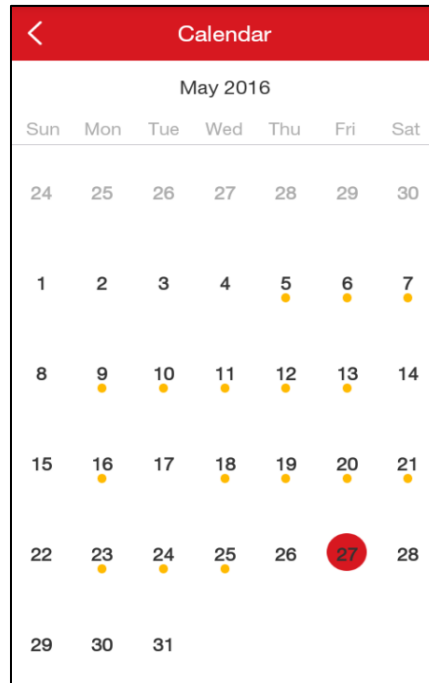 Calendar
May 2016
Sun Mon Tue Wed Thu Fri Sat
24 25 26 27 28 29 30
1 2 3 4 5 6 7
8 9 10 11 12 13 14
15 16 17 18 19 20 21
22 23 24 25 26 27 28
29 30 31